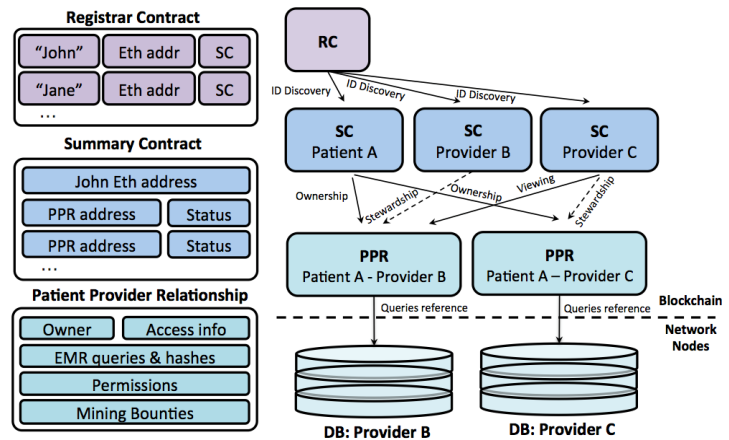 Registrar Contract
“John” Eth addr SC
“Jane” Eth addr SC
...
Summary Contract
John Eth address
PPR address Status
PPR address Status
...
Patient Provider Relationship
Owner Access info
EMR queries & hashes
Permissions
Mining Bounties
RC
ID Discovery ID Discovery ID Discovery
SC
Patient A
SC
Provider B
SC
Provider C
Ownership Stewardship Ownership Viewing Stewardship
PPR
Patient A - Provider B
PPR
Patient A – Provider C
Queries reference Queries reference
Blockchain
Network
Nodes
DB: Provider B DB: Provider C